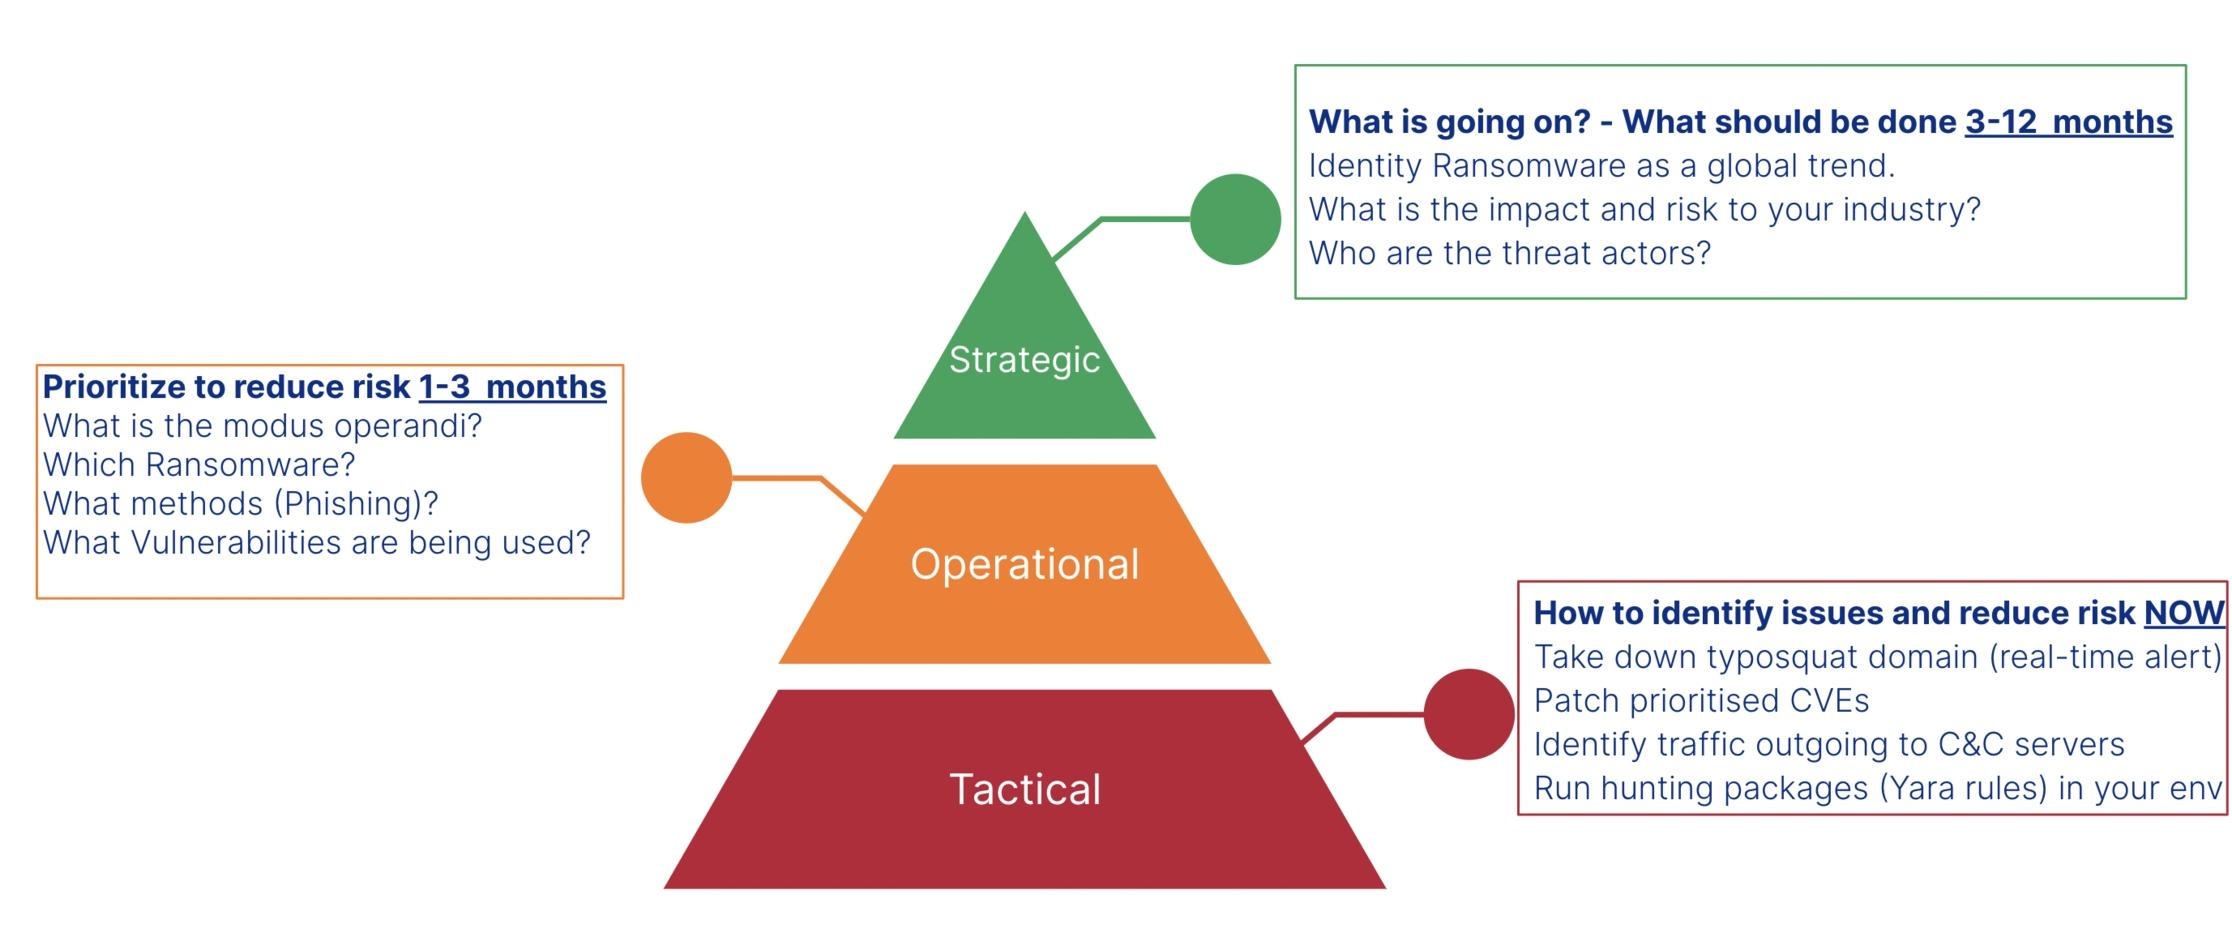 What is going on? - What should be done 3-12 months
Identity Ransomware as a global trend.
What is the impact and risk to your industry?
Who are the threat actors?
Strategic
Prioritize to reduce risk 1-3 months
What is the modus operandi?
Which Ransomware?
What methods (Phishing)?
What Vulnerabilities are being used?
Operational
How to identify issues and reduce risk NOW
Take down typosquat domain (real-time alert)
Patch prioritised CVEs
Identify traffic outgoing to C&C servers
Run hunting packages (Yara rules) in your env
Tactical